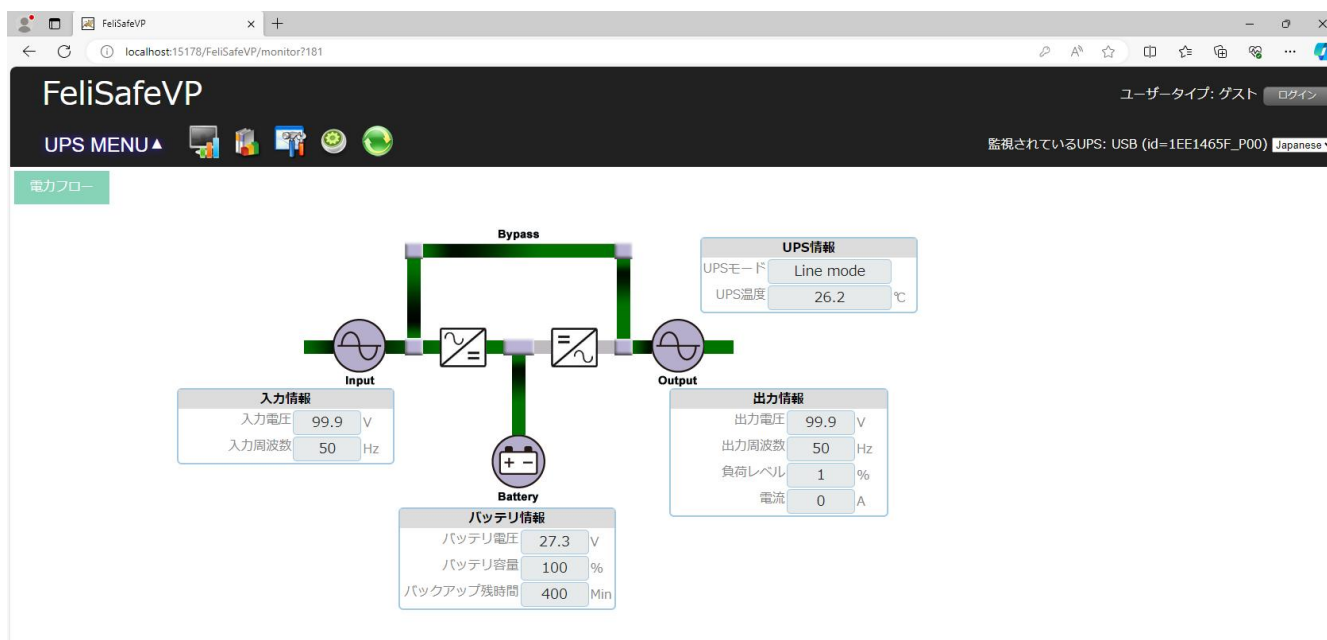 FeliSafeVP
localhost:15178/FeliSafeVP/monitor?181
FeliSafeVP
ユーザータイプ: ゲスト ログイン
UPS MENU▲
監視されているUPS: USB (id=1EE1465F_P00) Japanese
電力フロー
Bypass
UPS情報
UPSモード Line mode
UPS温度 26.2 ℃
Input
Output
入力情報
入力電圧 99.9 V
入力周波数 50 Hz
出力情報
出力電圧 99.9 V
出力周波数 50 Hz
負荷レベル 1 %
電流 0 A
Battery
バッテリ情報
バッテリ電圧 27.3 V
バッテリ容量 100 %
バックアップ残時間 400 Min